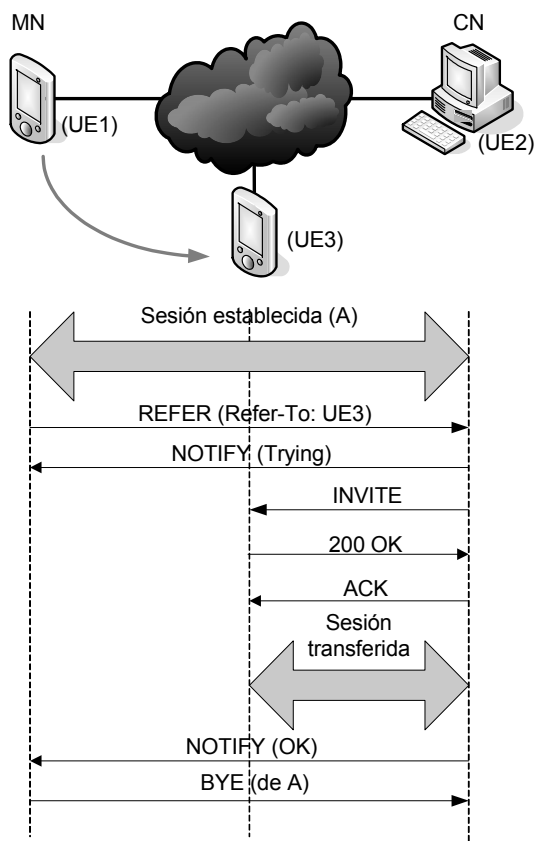 MN
CN
(UE1)
(UE2)
(UE3)
Sesión establecida (A)
REFER (Refer-To: UE3)
NOTIFY (Trying)
INVITE
200 OK
ACK
Sesión
transferida
NOTIFY (OK)
BYE (de A)